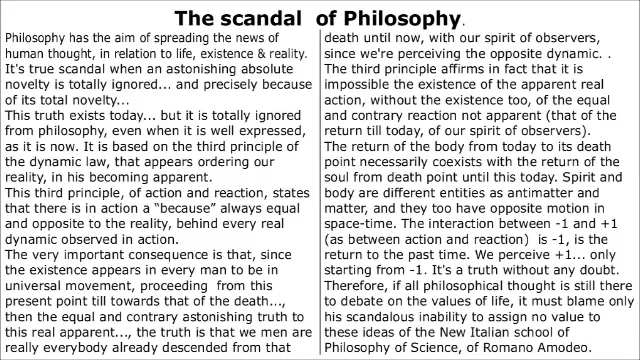 The scandal of Philosophy.
Philosophy has the aim of spreading the news of
human thought, in relation to life, existence & reality.
It's true scandal when an astonishing absolute
novelty is totally ignored... and precisely because
of its total novelty...
This truth exists today... but it is totally ignored
from philosophy, even when it is well expressed,
as it is now. It is based on the third principle of
the dynamic law, that appears ordering our
reality, in his becoming apparent.
This third principle, of action and reaction, states
that there is in action a “because” always equal
and opposite to the reality, behind every real
dynamic observed in action.
The very important consequence is that, since
the existence appears in every man to be in
universal movement, proceeding from this
present point till towards that of the death...,
then the equal and contrary astonishing truth to
this real apparent..., the truth is that we men are
really everybody already descended from that
death until now, with our spirit of observers,
since we're perceiving the opposite dynamic. .
The third principle affirms in fact that it is
impossible the existence of the apparent real
action, without the existence too, of the equal
and contrary reaction not apparent (that of the
return till today, of our spirit of observers).
The return of the body from today to its death
point necessarily coexists with the return of the
soul from death point until this today. Spirit and
body are different entities as antimatter and
matter, and they too have opposite motion in
space-time. The interaction between -1 and +1
(as between action and reaction) is -1, is the
return to the past time. We perceive +1... only
starting from -1. It's a truth without any doubt.
Therefore, if all philosophical thought is still there
to debate on the values of life, it must blame only
his scandalous inability to assign no value to
these ideas of the New Italian school of
Philosophy of Science, of Romano Amodeo.